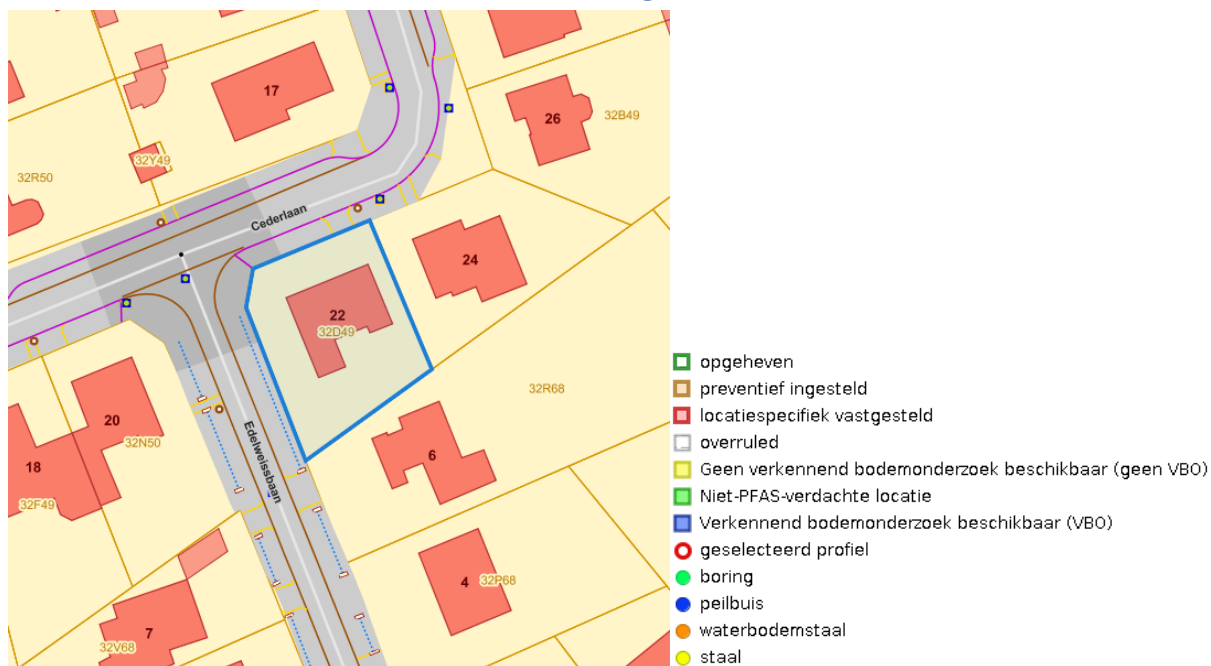 17
26
32B49
32Y49
32R50
Cederlaan
24
22
32D49
32R68
20
32N50
Edelweissbaan
6
18
32F49
4
32P68
7
32V68
opgeheven
preventief ingesteld
locatiespecifiek vastgesteld
overruled
Geen verkennend bodemonderzoek beschikbaar (geen VBO)
Niet-PFAS-verdachte locatie
Verkennend bodemonderzoek beschikbaar (VBO)
geselecteerd profiel
boring
peilbuis
waterbodemstaal
staal